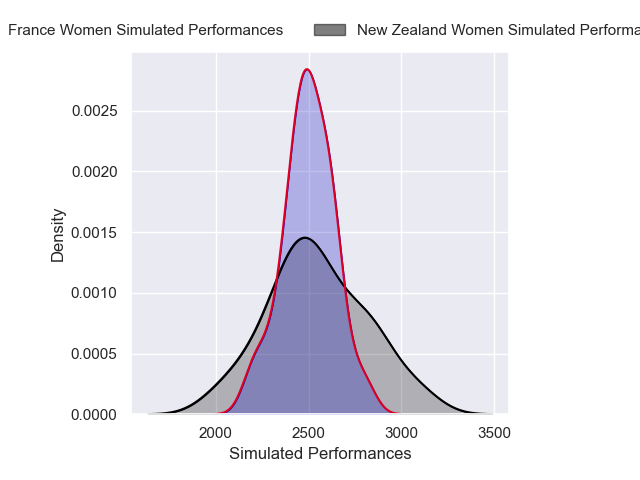 France Women Simulated Performances
New Zealand Women Simulated Performa
0.0025
0.0020
0.0015
0.0010
0.0005
0.0000
Density
2000 2500 3000 3500
Simulated Performances